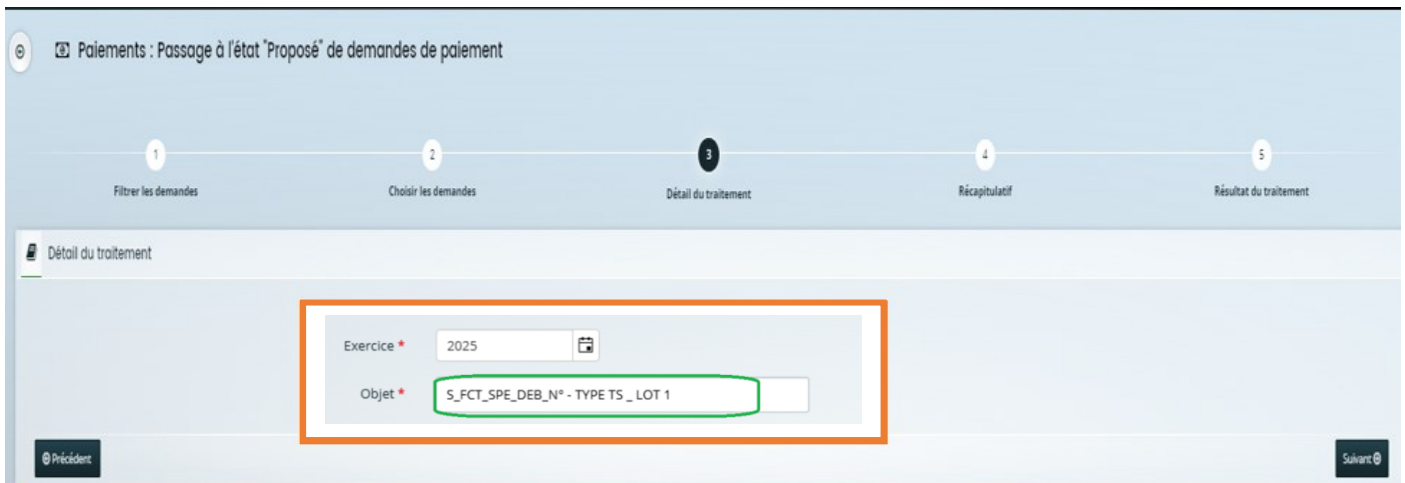 Paiements : Passage à l'état "Proposé" de demandes de paiement
1 2 3 4 5
Filtrer les demandes Choisir les demandes Détail du traitement Récapitulatif Résultat du traitement
Détail du traitement
Exercice * 2025
Objet * S_FCT_SPE_DEB_N° - TYPE TS _ LOT 1
Précédent Suivant